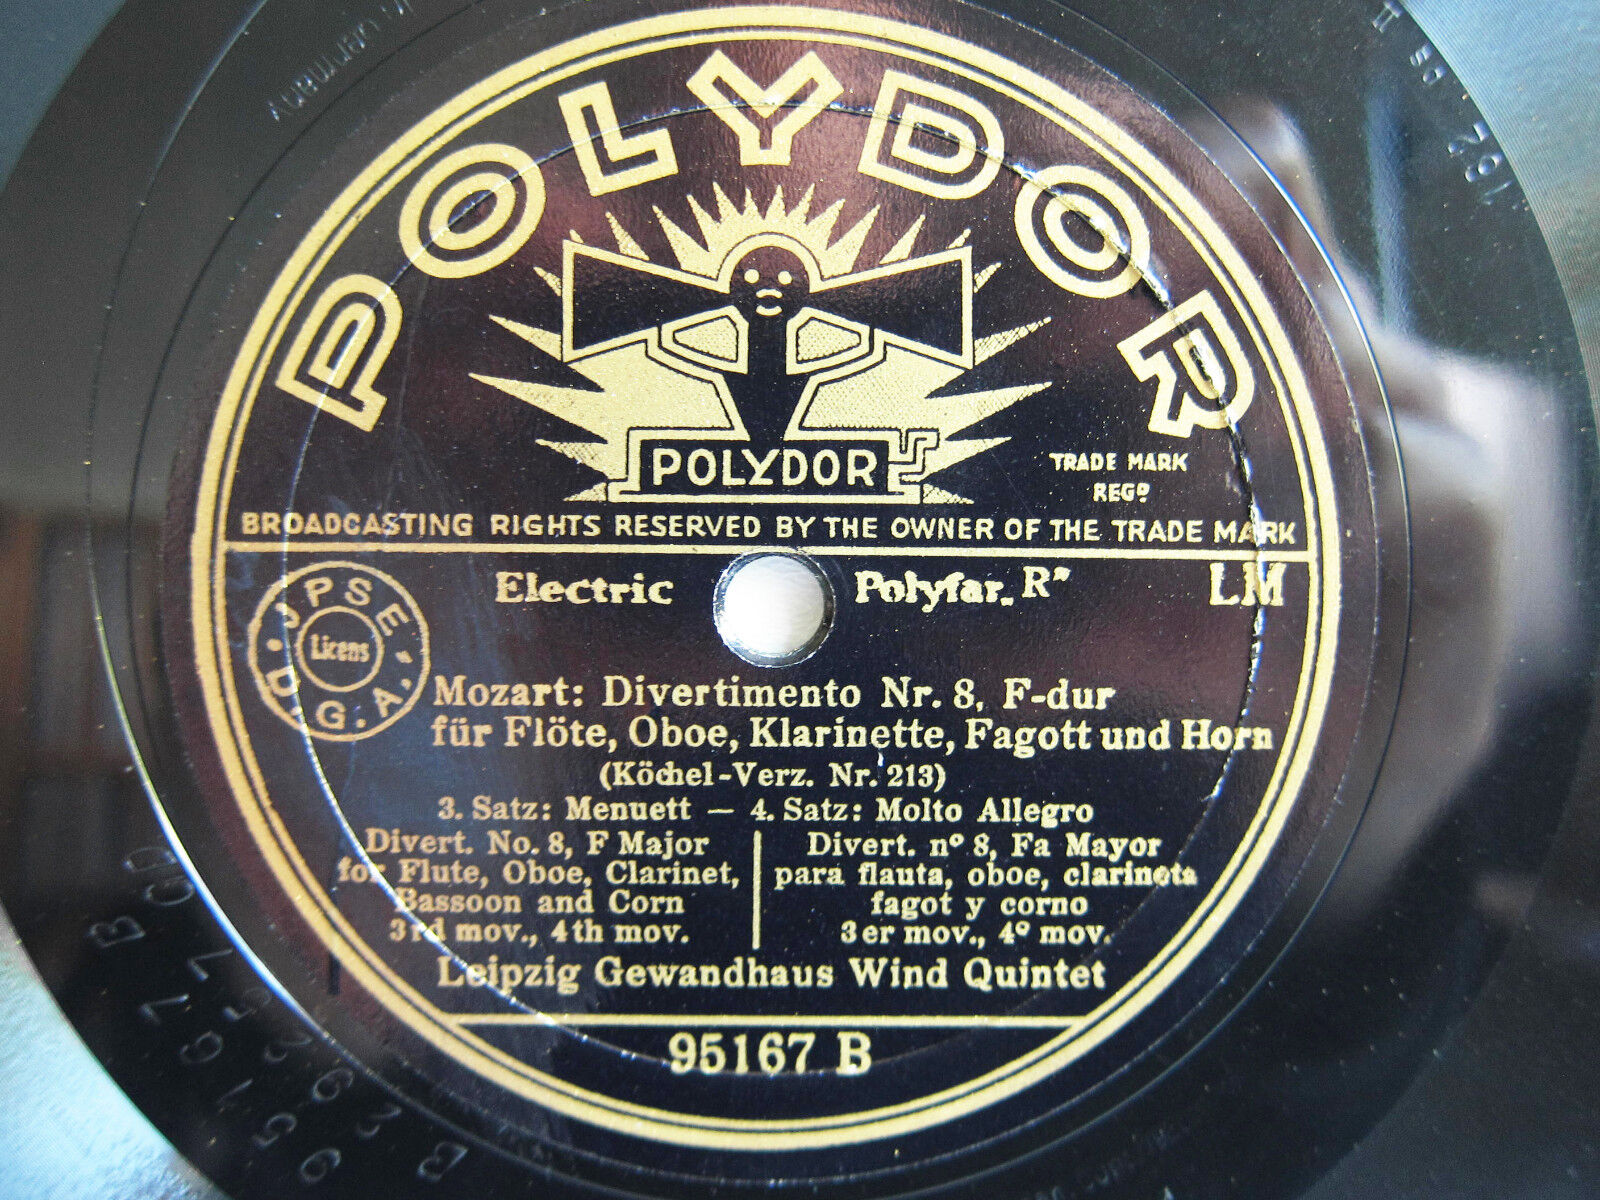 POLYDOR
POLYDOR
TRADE MARK
REGD
BROADCASTING RIGHTS RESERVED BY THE OWNER OF THE TRADE MARK
Electric Polyfar. R" LM
JPSE
Licens
D. G. A.
Mozart: Divertimento Nr. 8, F-dur
für Flöte, Oboe, Klarinette, Fagott und Horn
(Köchel-Verz. Nr. 213)
3. Satz: Menuett — 4. Satz: Molto Allegro
Divert. No. 8, F Major
for Flute, Oboe, Clarinet,
Bassoon and Corn
3rd mov., 4th mov.
Divert. nº 8, Fa Mayor
para flauta, oboe, clarineta
fagot y corno
3er mov., 4º mov.
Leipzig Gewandhaus Wind Quintet
95167 B
95167 B